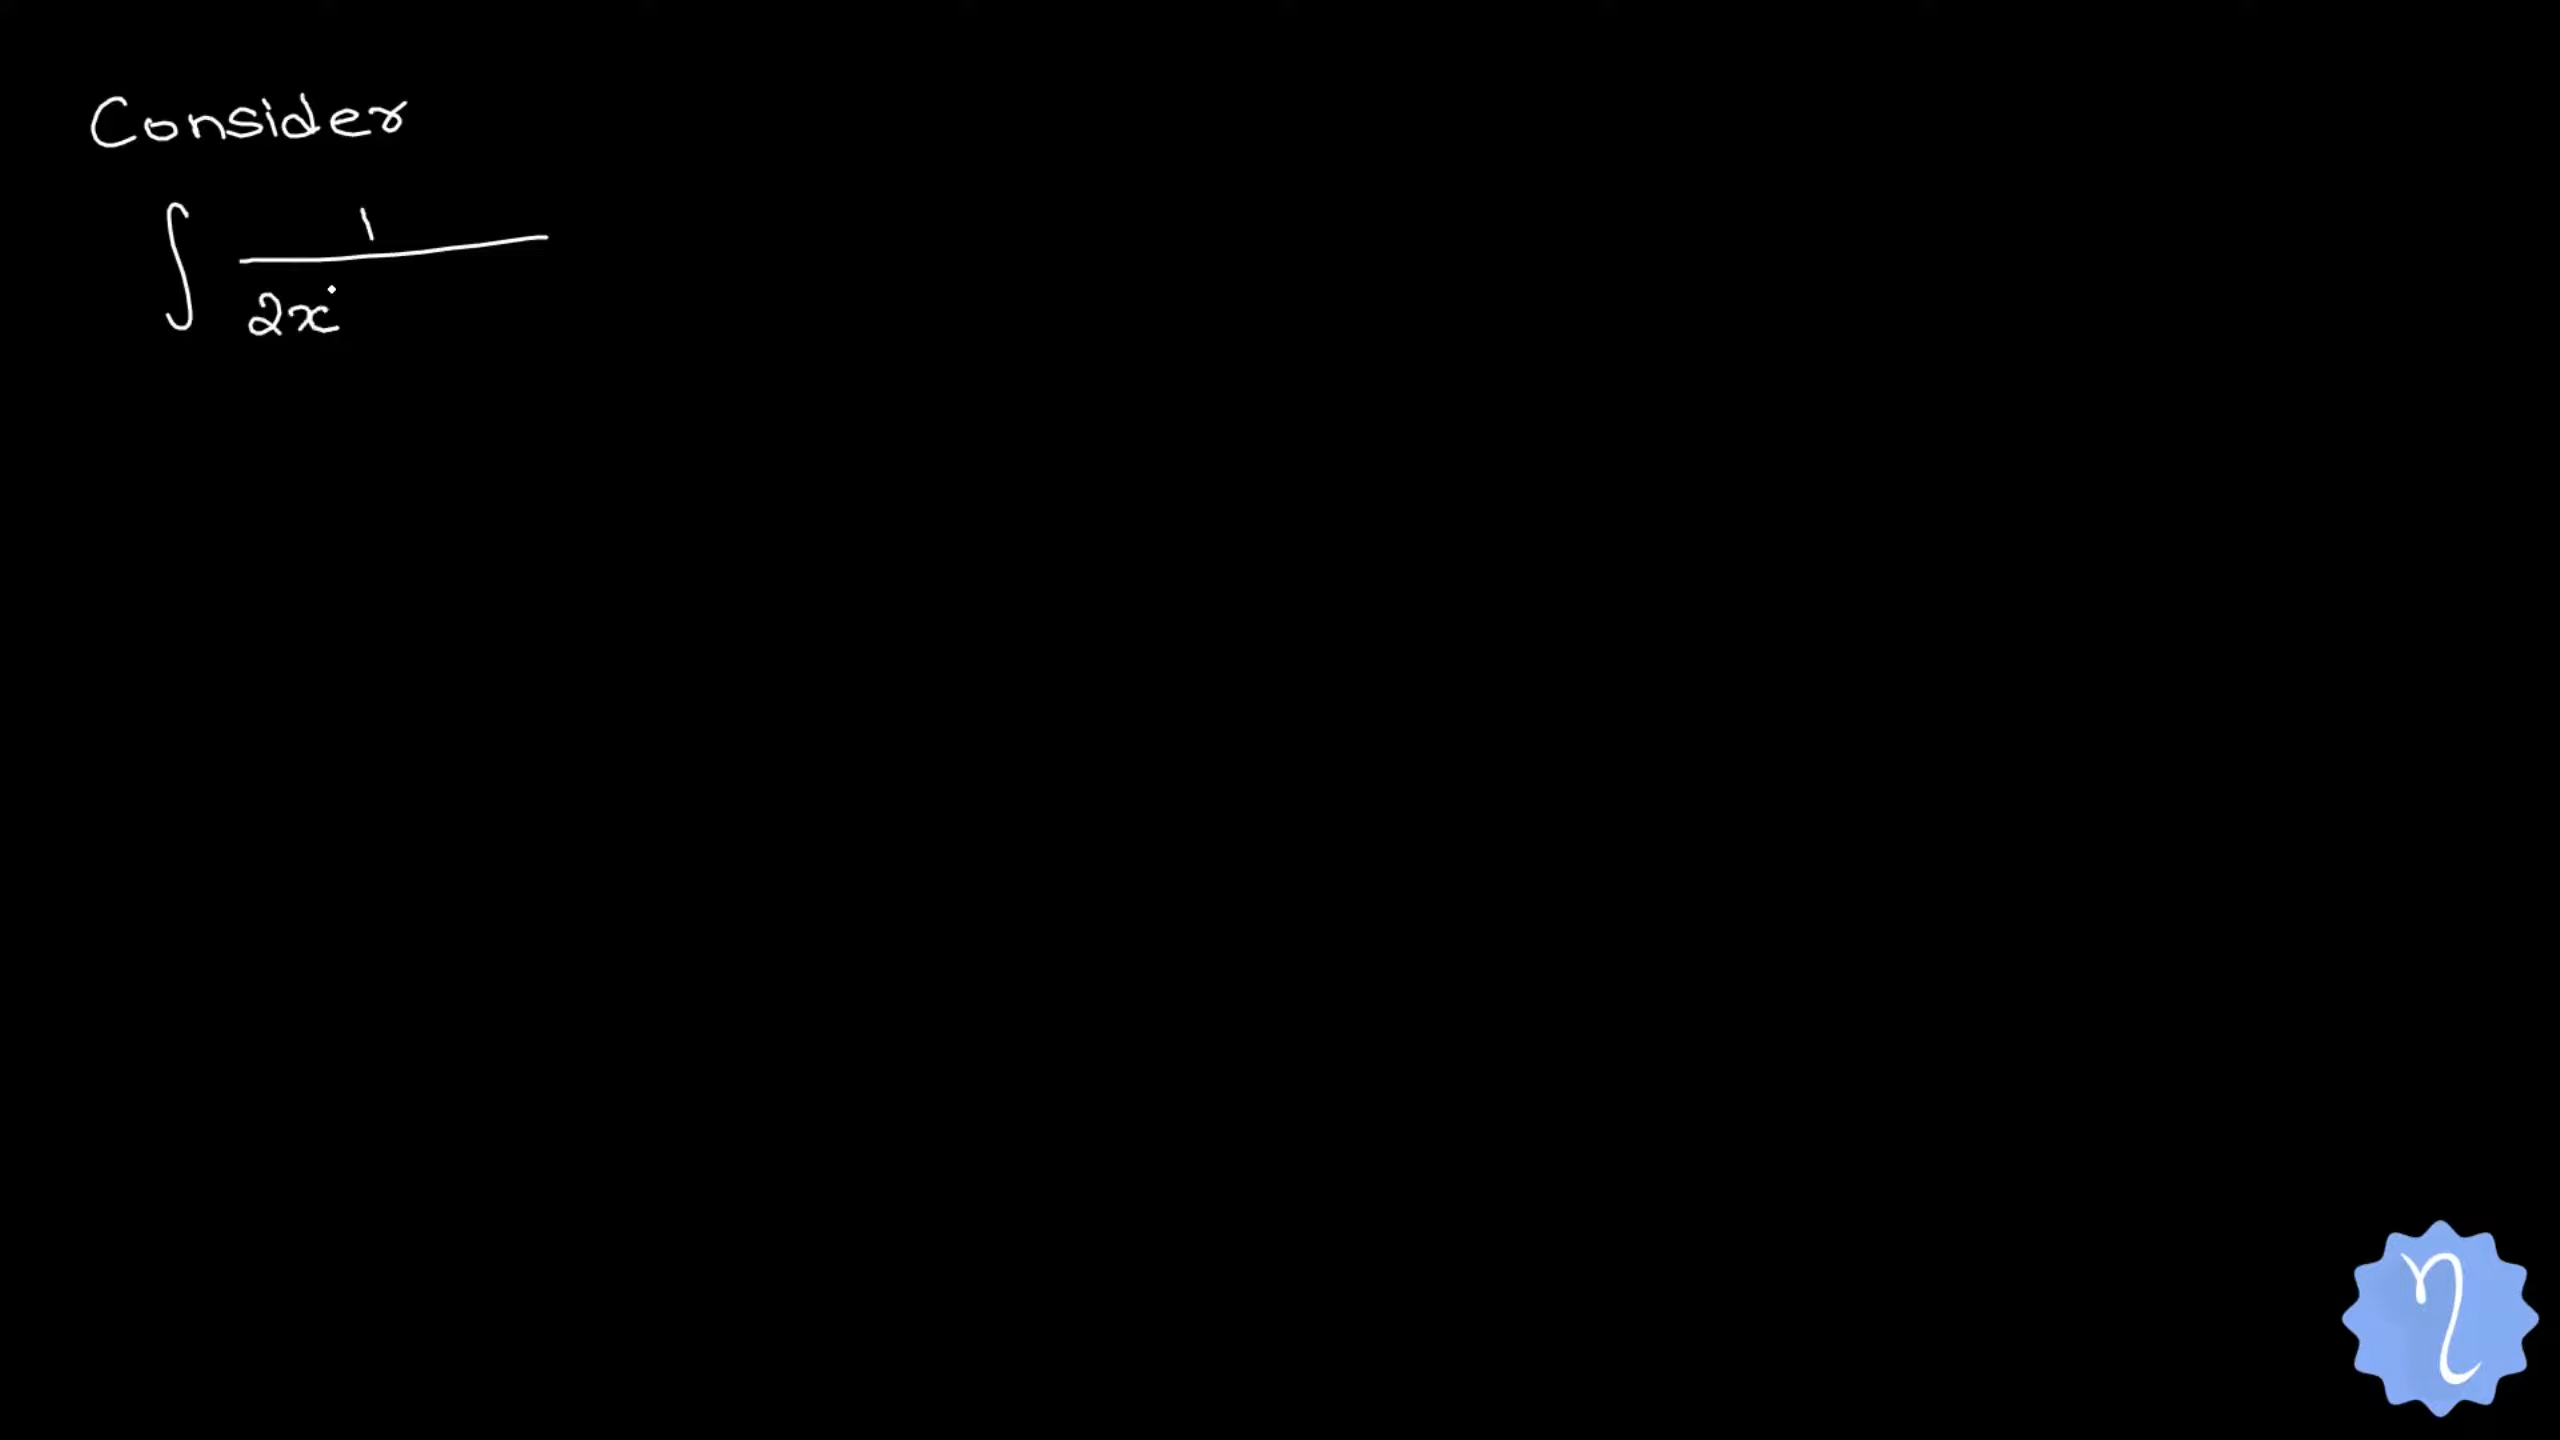 Consider
∫ 1/2x
η